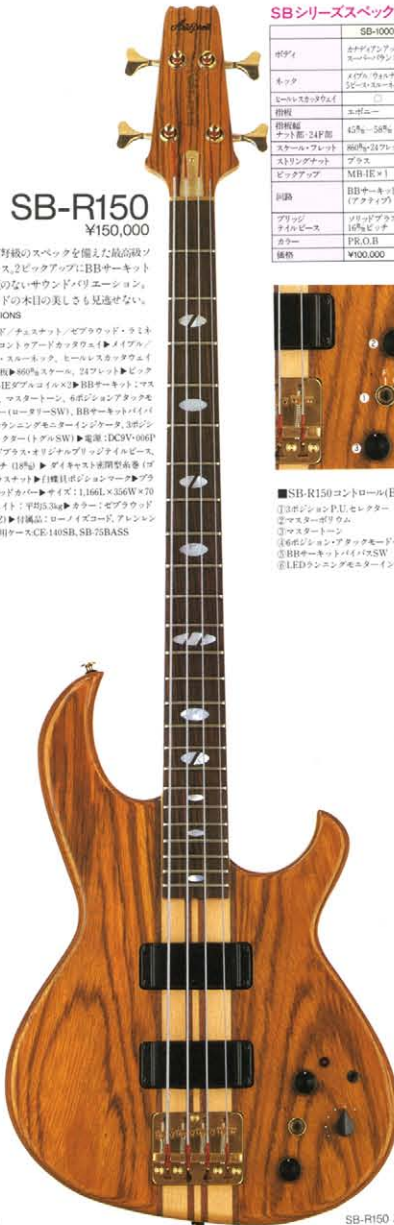 Aria Pro II
SB-R150
¥150,000
弩級のスペックを備えた最高級ソ
ス,2ピックアップにBBサーキット
のないサウンドバリエーション。
ドの木目の美しさも見逃せない。
IONS
ド／チェスナット／ゼブラウッド・ラミネ
コントゥアードカッタウェイ▶メイプル／
・スルーネック、ヒールレスカッタウェイ
板▶860㎜スケール、24フレット▶ピック
-IEダブルコイル×2▶BBサーキット；マス
、マスタートーン、6ポジションアタックモ
ー(ロータリーSW)、BBサーキットバイパ
ランニングモニターインジケータ、3ポジシ
クター(トグルSW)▶電源：DC9V・006P
ドブラス・オリジナルブリッジテイルピース、
チ (18㎜) ▶ ダイキャスト密閉型糸巻 (ゴ
ラスナット▶白蝶貝ポジションマーク▶ブラ
ッドカバー▶サイズ：1,166L×356W×70
イト：平均5.3kg▶カラー：ゼブラウッド
Z)▶付属品：ローノイズコード、アレンレン
用ケース:CE-140SB, SB-75BASS
SBシリーズスペック
SB-1000
ボディ カナディアンアッ
スーパーバラン
ネック メイプル/ウォルナ
5ピース・スルーネ
ヒールレスカッタウェイ □
指板 エボニー
指板幅
ナット部-24F部 45㎜-58㎜
スケール・フレット 860㎜・24フレッ
ストリングナット ブラス
ピックアップ MB-IE×1
回路 BBサーキット
(アクティブ)
ブリッジ
テイルピース ソリッドブラス
16㎜ピッチ
カラー PR,O.B
価格 ¥100,000
①
②
③
■SB-R150コントロール(B
①3ポジションP.U.セレクター
②マスターボリウム
③マスタートーン
④6ポジション・アタックモード
⑤BBサーキットバイパスSW
⑥LEDランニングモニターイン
SB-R150